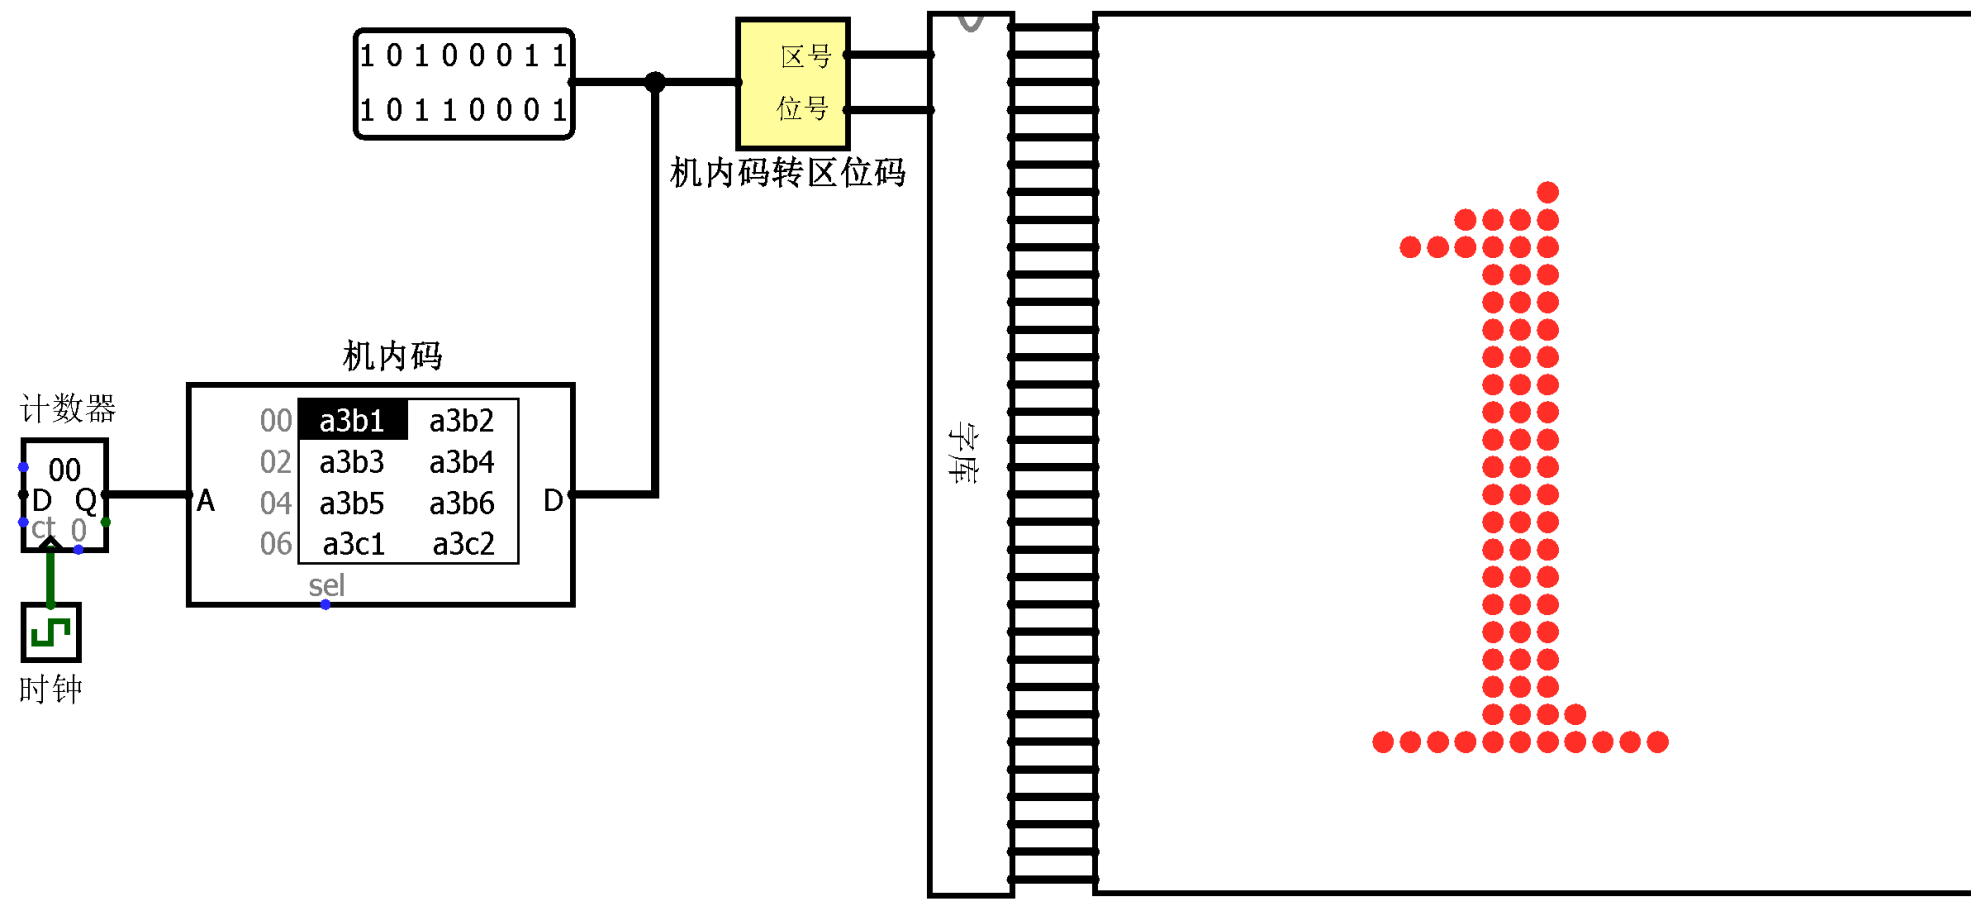 1 0 1 0 0 0 1 1
1 0 1 1 0 0 0 1
区号
位号
机内码转区位码
机内码
00 a3b1 a3b2
02 a3b3 a3b4
04 a3b5 a3b6
06 a3c1 a3c2
A
D
sel
计数器
00
D Q
ct 0
时钟
字库
1